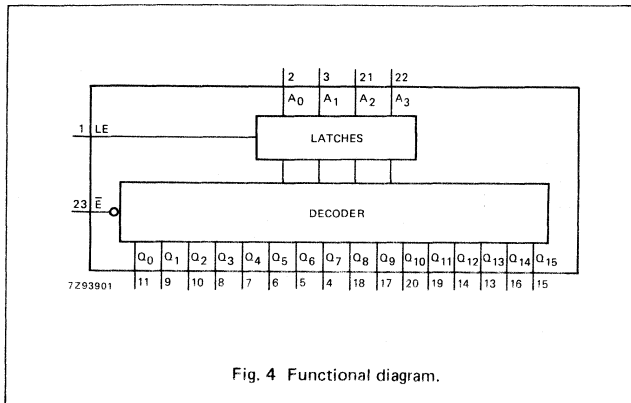 2 3 21 22
A0 A1 A2 A3
1 LE
LATCHES
23 E̅
DECODER
Q0 Q1 Q2 Q3 Q4 Q5 Q6 Q7 Q8 Q9 Q10 Q11 Q12 Q13 Q14 Q15
7Z93901 11 9 10 8 7 6 5 4 18 17 20 19 14 13 16 15
Fig. 4 Functional diagram.